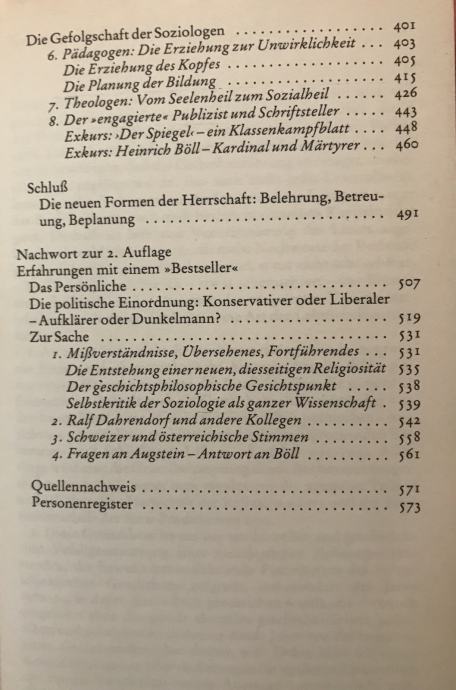 Die Gefolgschaft der Soziologen . . . . . . . . . . . . . . . . . . . . 401
6. Pädagogen: Die Erziehung zur Unwirklichkeit . . . 403
Die Erziehung des Kopfes . . . . . . . . . . . . . . . . . . . 405
Die Planung der Bildung . . . . . . . . . . . . . . . . . . . . 415
7. Theologen: Vom Seelenheil zum Sozialheil . . . . . . 426
8. Der »engagierte« Publizist und Schriftsteller . . . . . 443
Exkurs: ›Der Spiegel‹ – ein Klassenkampfblatt . . . . 448
Exkurs: Heinrich Böll – Kardinal und Märtyrer . . . 460
Schluß
Die neuen Formen der Herrschaft: Belehrung, Betreu-
ung, Beplanung . . . . . . . . . . . . . . . . . . . . . . . . . . . . 491
Nachwort zur 2. Auflage
Erfahrungen mit einem »Bestseller«
Das Persönliche . . . . . . . . . . . . . . . . . . . . . . . . . . . . . . 507
Die politische Einordnung: Konservativer oder Liberaler
– Aufklärer oder Dunkelmann? . . . . . . . . . . . . . . . . . . 519
Zur Sache . . . . . . . . . . . . . . . . . . . . . . . . . . . . . . . . . . 531
1. Mißverständnisse, Übersehenes, Fortführendes . . . 531
Die Entstehung einer neuen, diesseitigen Religiosität 535
Der geschichtsphilosophische Gesichtspunkt . . . . . 538
Selbstkritik der Soziologie als ganzer Wissenschaft . 539
2. Ralf Dahrendorf und andere Kollegen . . . . . . . . . . 542
3. Schweizer und österreichische Stimmen . . . . . . . . . 558
4. Fragen an Augstein – Antwort an Böll . . . . . . . . . . 561
Quellennachweis . . . . . . . . . . . . . . . . . . . . . . . . . . . . . 571
Personenregister . . . . . . . . . . . . . . . . . . . . . . . . . . . . . 573